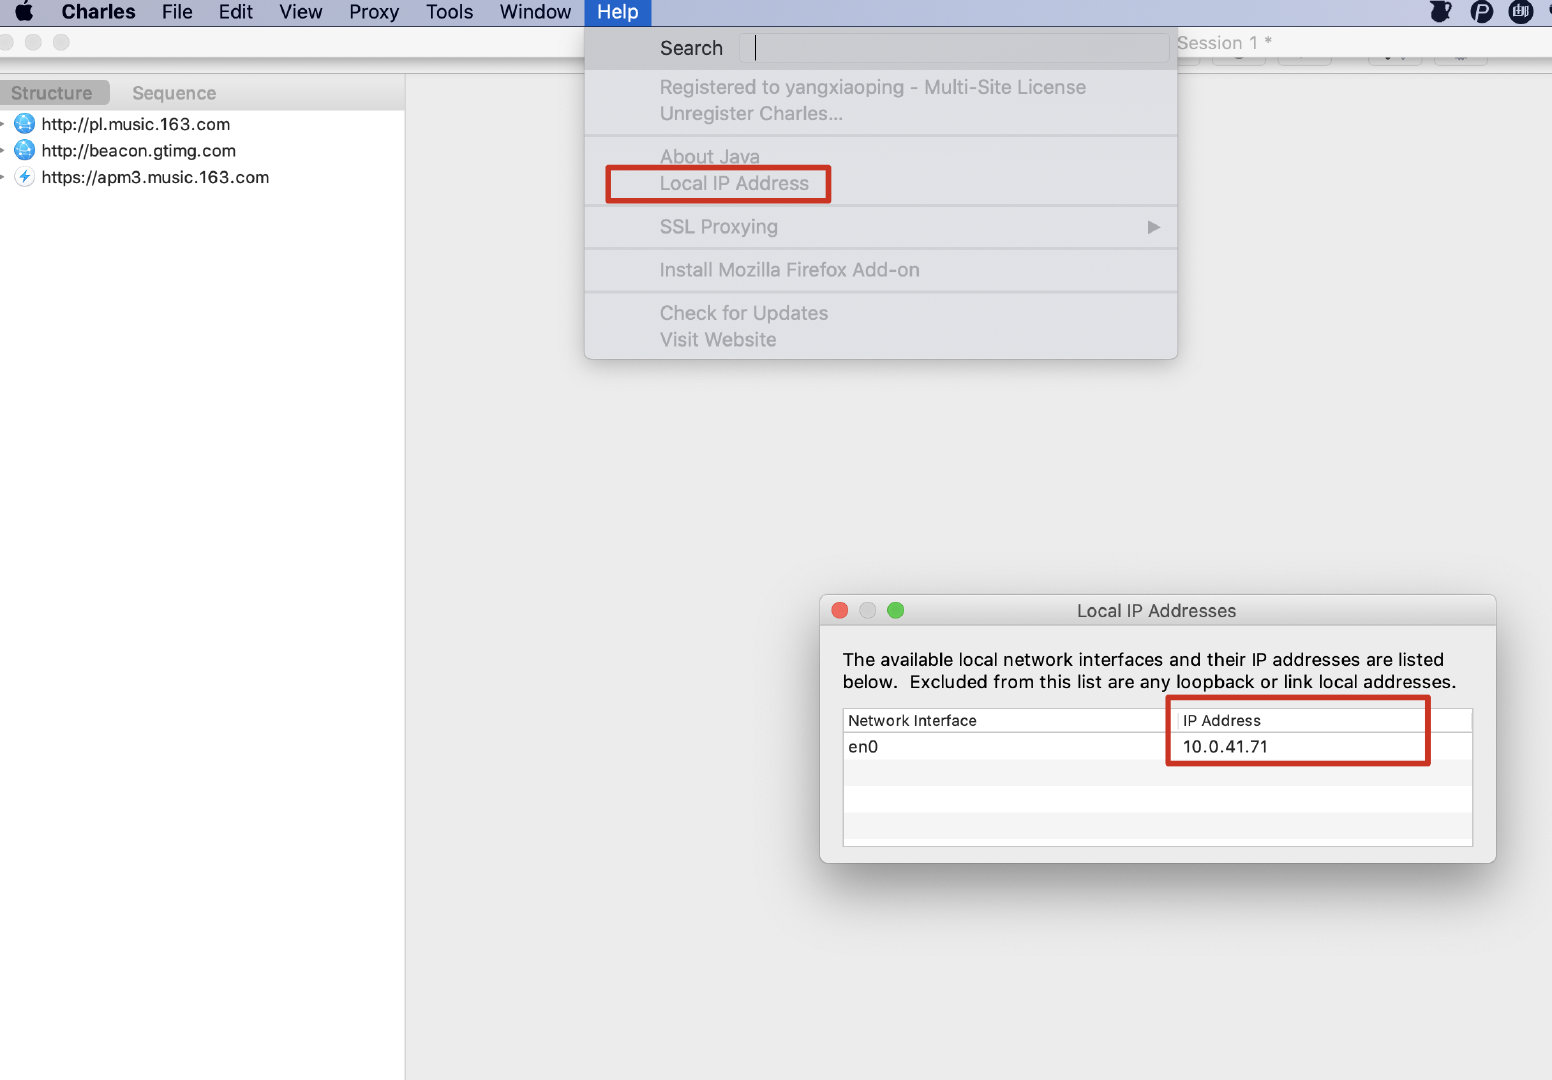 Charles File Edit View Proxy Tools Window Help
Session 1 *
Search
Structure Sequence
http://pl.music.163.com
http://beacon.gtimg.com
https://apm3.music.163.com
Registered to yangxiaoping - Multi-Site License
Unregister Charles...
About Java
Local IP Address
SSL Proxying
Install Mozilla Firefox Add-on
Check for Updates
Visit Website
Local IP Addresses
The available local network interfaces and their IP addresses are listed
below. Excluded from this list are any loopback or link local addresses.
Network Interface IP Address
en0 10.0.41.71